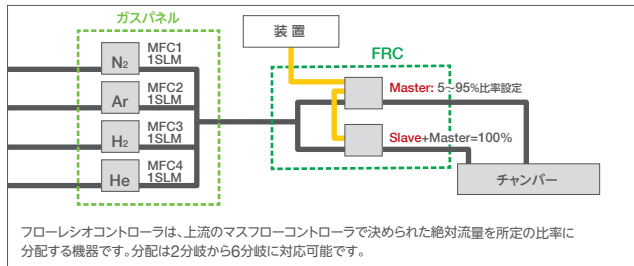 ガスパネル
N2
MFC1
1SLM
Ar
MFC2
1SLM
H2
MFC3
1SLM
He
MFC4
1SLM
装 置
FRC
Master: 5~95%比率設定
Slave+Master=100%
チャンバー
フローレシオコントローラは、上流のマスフローコントローラで決められた絶対流量を所定の比率に
分配する機器です。分配は2分岐から6分岐に対応可能です。